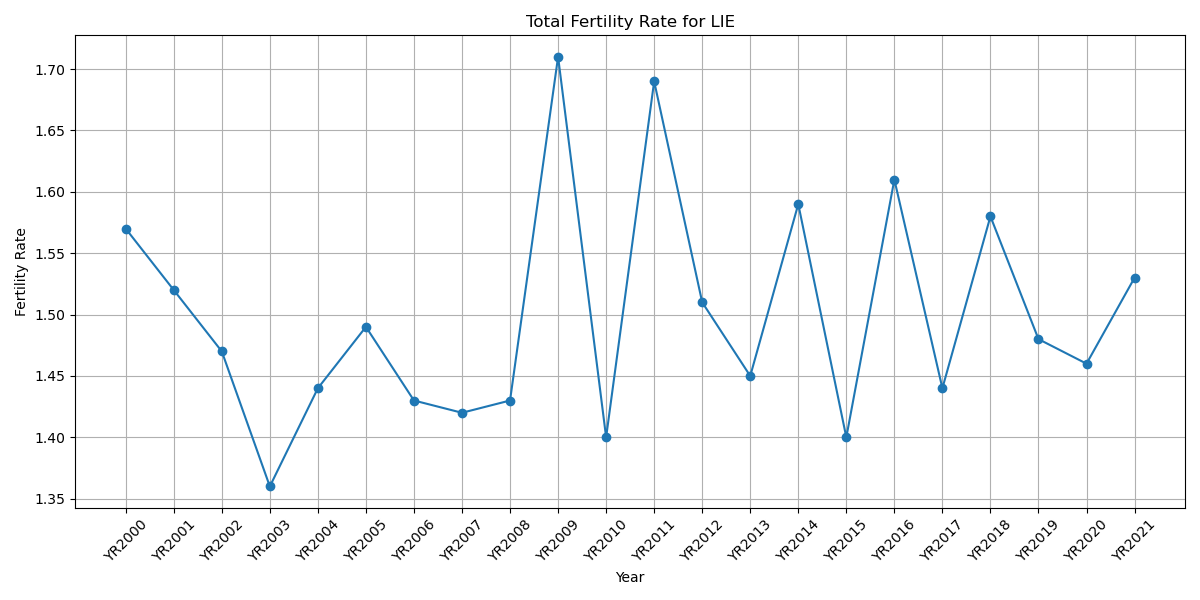 Total Fertility Rate for LIE
Fertility Rate
1.70
1.65
1.60
1.55
1.50
1.45
1.40
1.35
YR2000
YR2001
YR2002
YR2003
YR2004
YR2005
YR2006
YR2007
YR2008
YR2009
YR2010
YR2011
YR2012
YR2013
YR2014
YR2015
YR2016
YR2017
YR2018
YR2019
YR2020
YR2021
Year